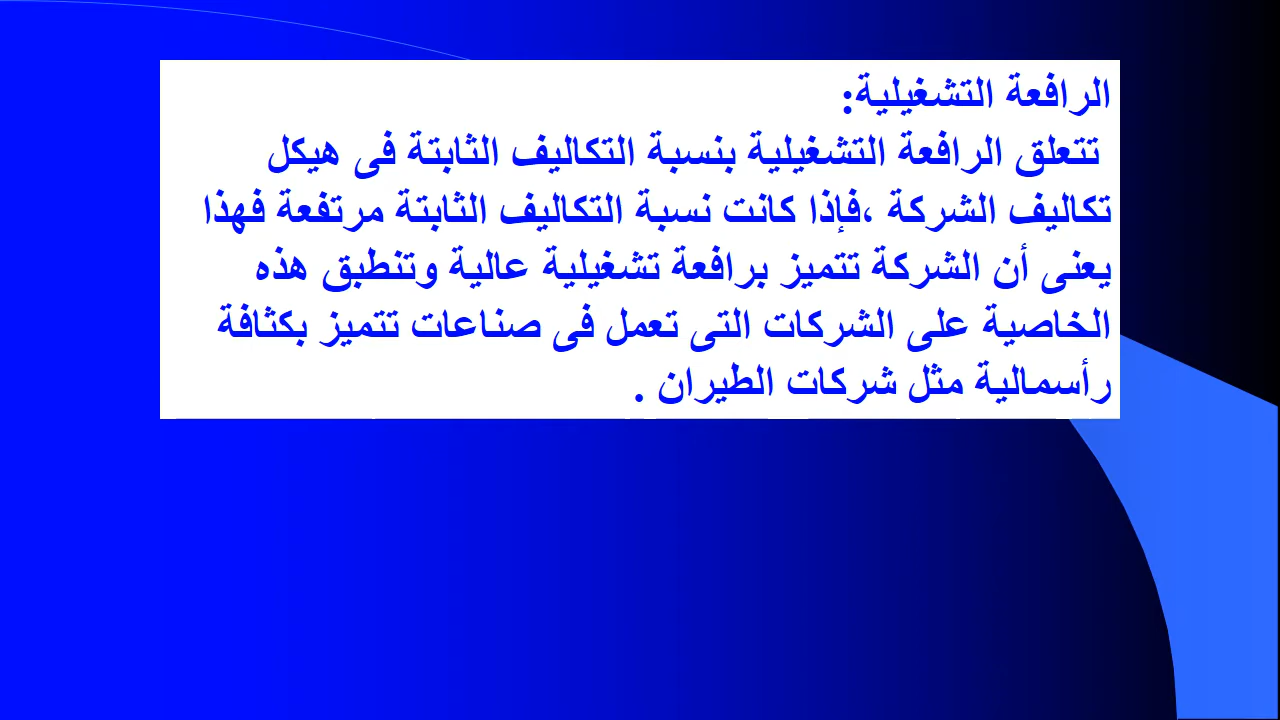 الرافعة التشغيلية:
تتعلق الرافعة التشغيلية بنسبة التكاليف الثابتة فى هيكل
تكاليف الشركة ،فإذا كانت نسبة التكاليف الثابتة مرتفعة فهذا
يعنى أن الشركة تتميز برافعة تشغيلية عالية وتنطبق هذه
الخاصية على الشركات التى تعمل فى صناعات تتميز بكثافة
رأسمالية مثل شركات الطيران .